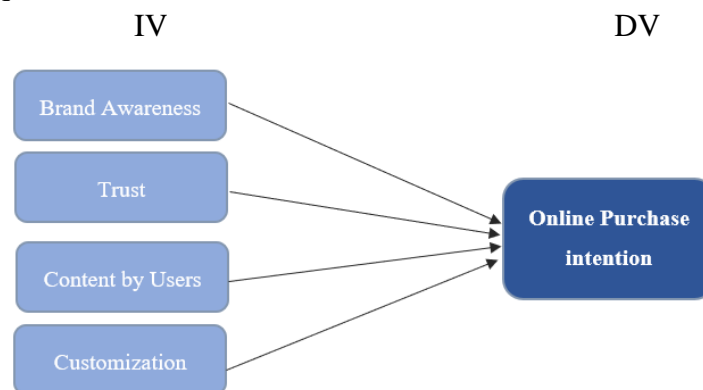 IV
DV
Brand Awareness
Trust
Content by Users
Customization
Online Purchase
intention